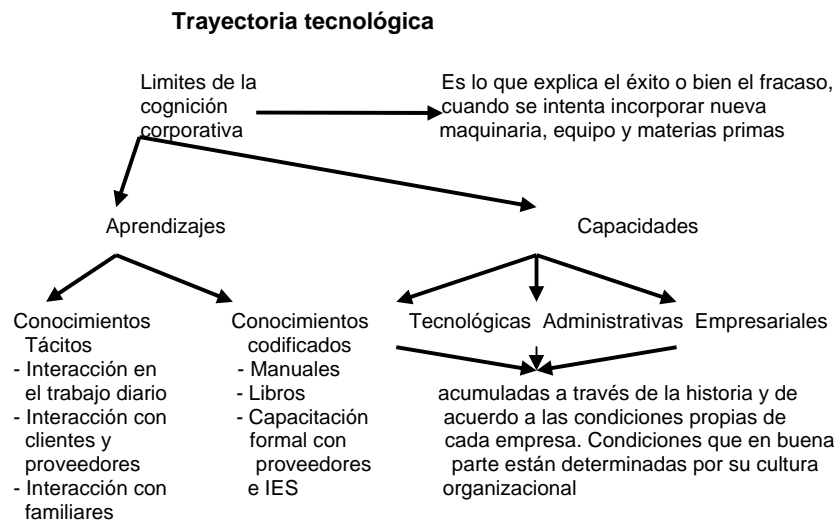 Trayectoria tecnológica
Limites de la
cognición
corporativa
Es lo que explica el éxito o bien el fracaso,
cuando se intenta incorporar nueva
maquinaria, equipo y materias primas
Aprendizajes
Capacidades
Conocimientos
Tácitos
- Interacción en
el trabajo diario
- Interacción con
clientes y
proveedores
- Interacción con
familiares
Conocimientos
codificados
- Manuales
- Libros
- Capacitación
formal con
proveedores
e IES
Tecnológicas Administrativas Empresariales
acumuladas a través de la historia y de
acuerdo a las condiciones propias de
cada empresa. Condiciones que en buena
parte están determinadas por su cultura
organizacional